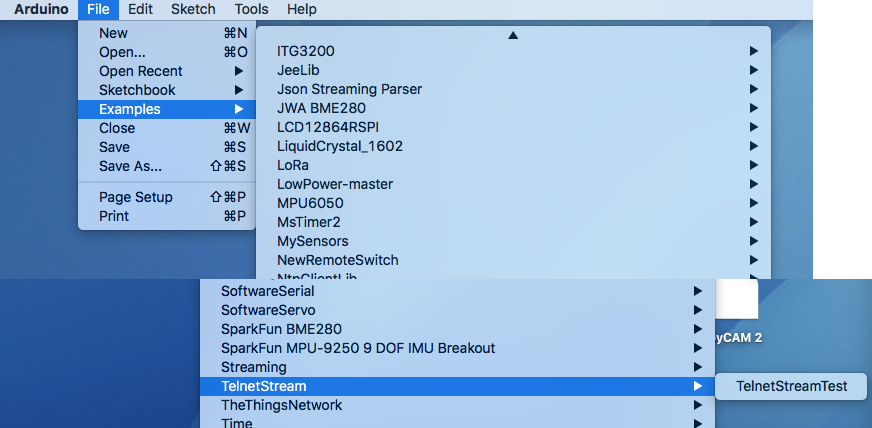 Arduino File Edit Sketch Tools Help
New ⌘N
Open... ⌘O
Open Recent
Sketchbook
Examples
Close ⌘W
Save ⌘S
Save As... ⇧⌘S
Page Setup ⇧⌘P
Print ⌘P
ITG3200
JeeLib
Json Streaming Parser
JWA BME280
LCD12864RSPI
LiquidCrystal_1602
LoRa
LowPower-master
MPU6050
MsTimer2
MySensors
NewRemoteSwitch
NtpClientLib
SoftwareSerial
SoftwareServo
SparkFun BME280
SparkFun MPU-9250 9 DOF IMU Breakout
Streaming
TelnetStream
TheThingsNetwork
Time
yCAM 2
TelnetStreamTest